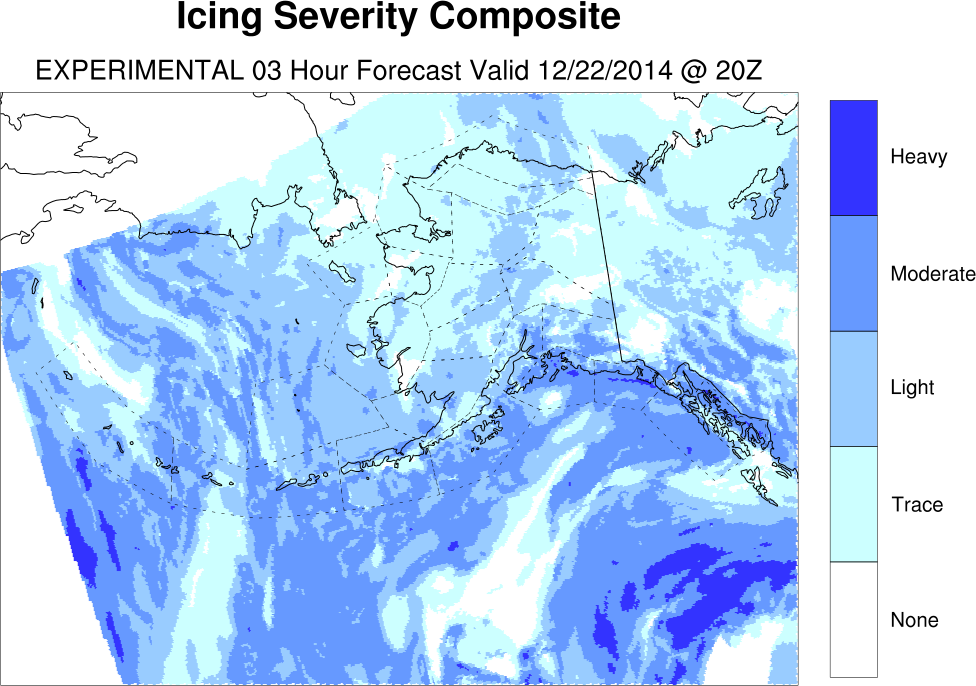 Icing Severity Composite
EXPERIMENTAL 03 Hour Forecast Valid 12/22/2014 @ 20Z
Heavy
Moderate
Light
Trace
None